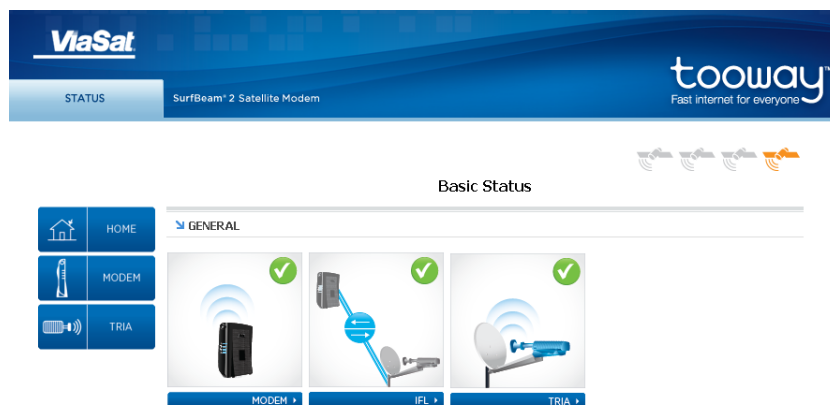 ViaSat
tooway™
Fast internet for everyone
STATUS
SurfBeam® 2 Satellite Modem
Basic Status
HOME
GENERAL
MODEM
TRIA
MODEM
IFL
TRIA